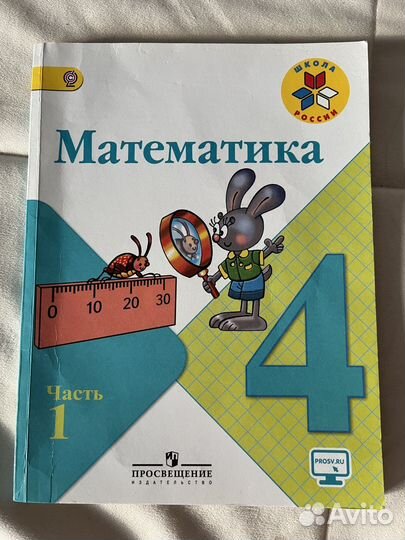 ШКОЛА
РОССИИ
Математика
0 10 20 30
4
Часть
1
ПРОСВЕЩЕНИЕ
ИЗДАТЕЛЬСТВО
PROSV.RU
Avito